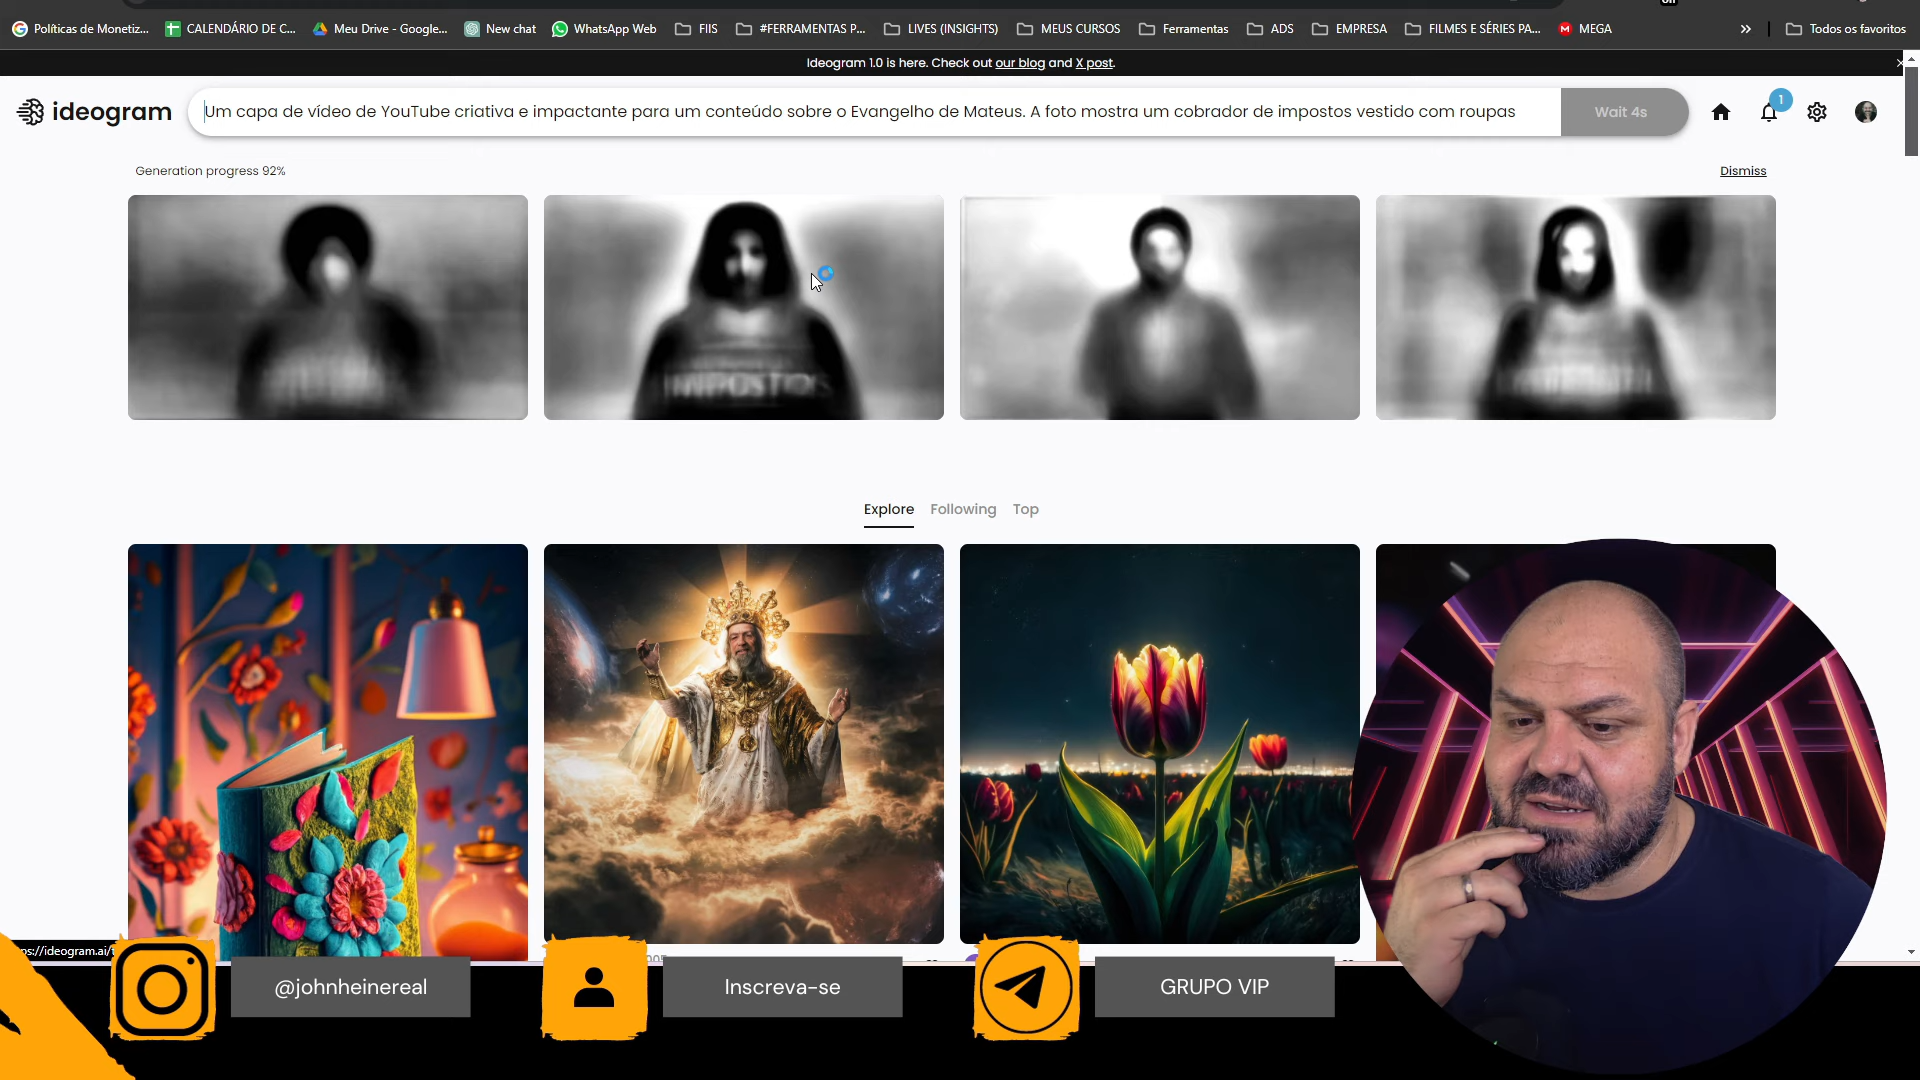 Políticas de Monetiz...
CALENDÁRIO DE C...
Meu Drive - Google...
New chat
WhatsApp Web
FIIS
#FERRAMENTAS P...
LIVES (INSIGHTS)
MEUS CURSOS
Ferramentas
ADS
EMPRESA
FILMES E SÉRIES PA...
MEGA
»
Todos os favoritos
Ideogram 1.0 is here. Check out our blog and X post.
ideogram
Um capa de vídeo de YouTube criativa e impactante para um conteúdo sobre o Evangelho de Mateus. A foto mostra um cobrador de impostos vestido com roupas
Wait 4s
1
Generation progress 92%
Dismiss
Explore
Following
Top
@johnheinereal
Inscreva-se
GRUPO VIP